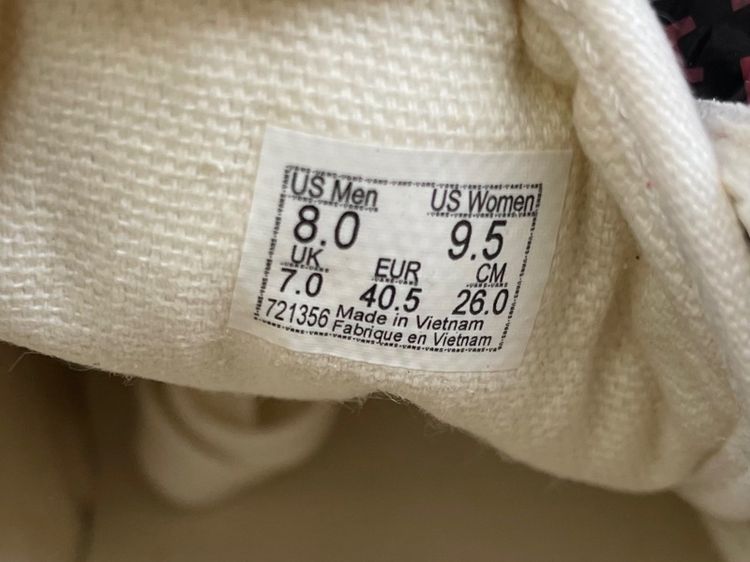 US Men US Women
8.0 9.5
UK EUR CM
7.0 40.5 26.0
721356 Made in Vietnam
Fabrique en Vietnam